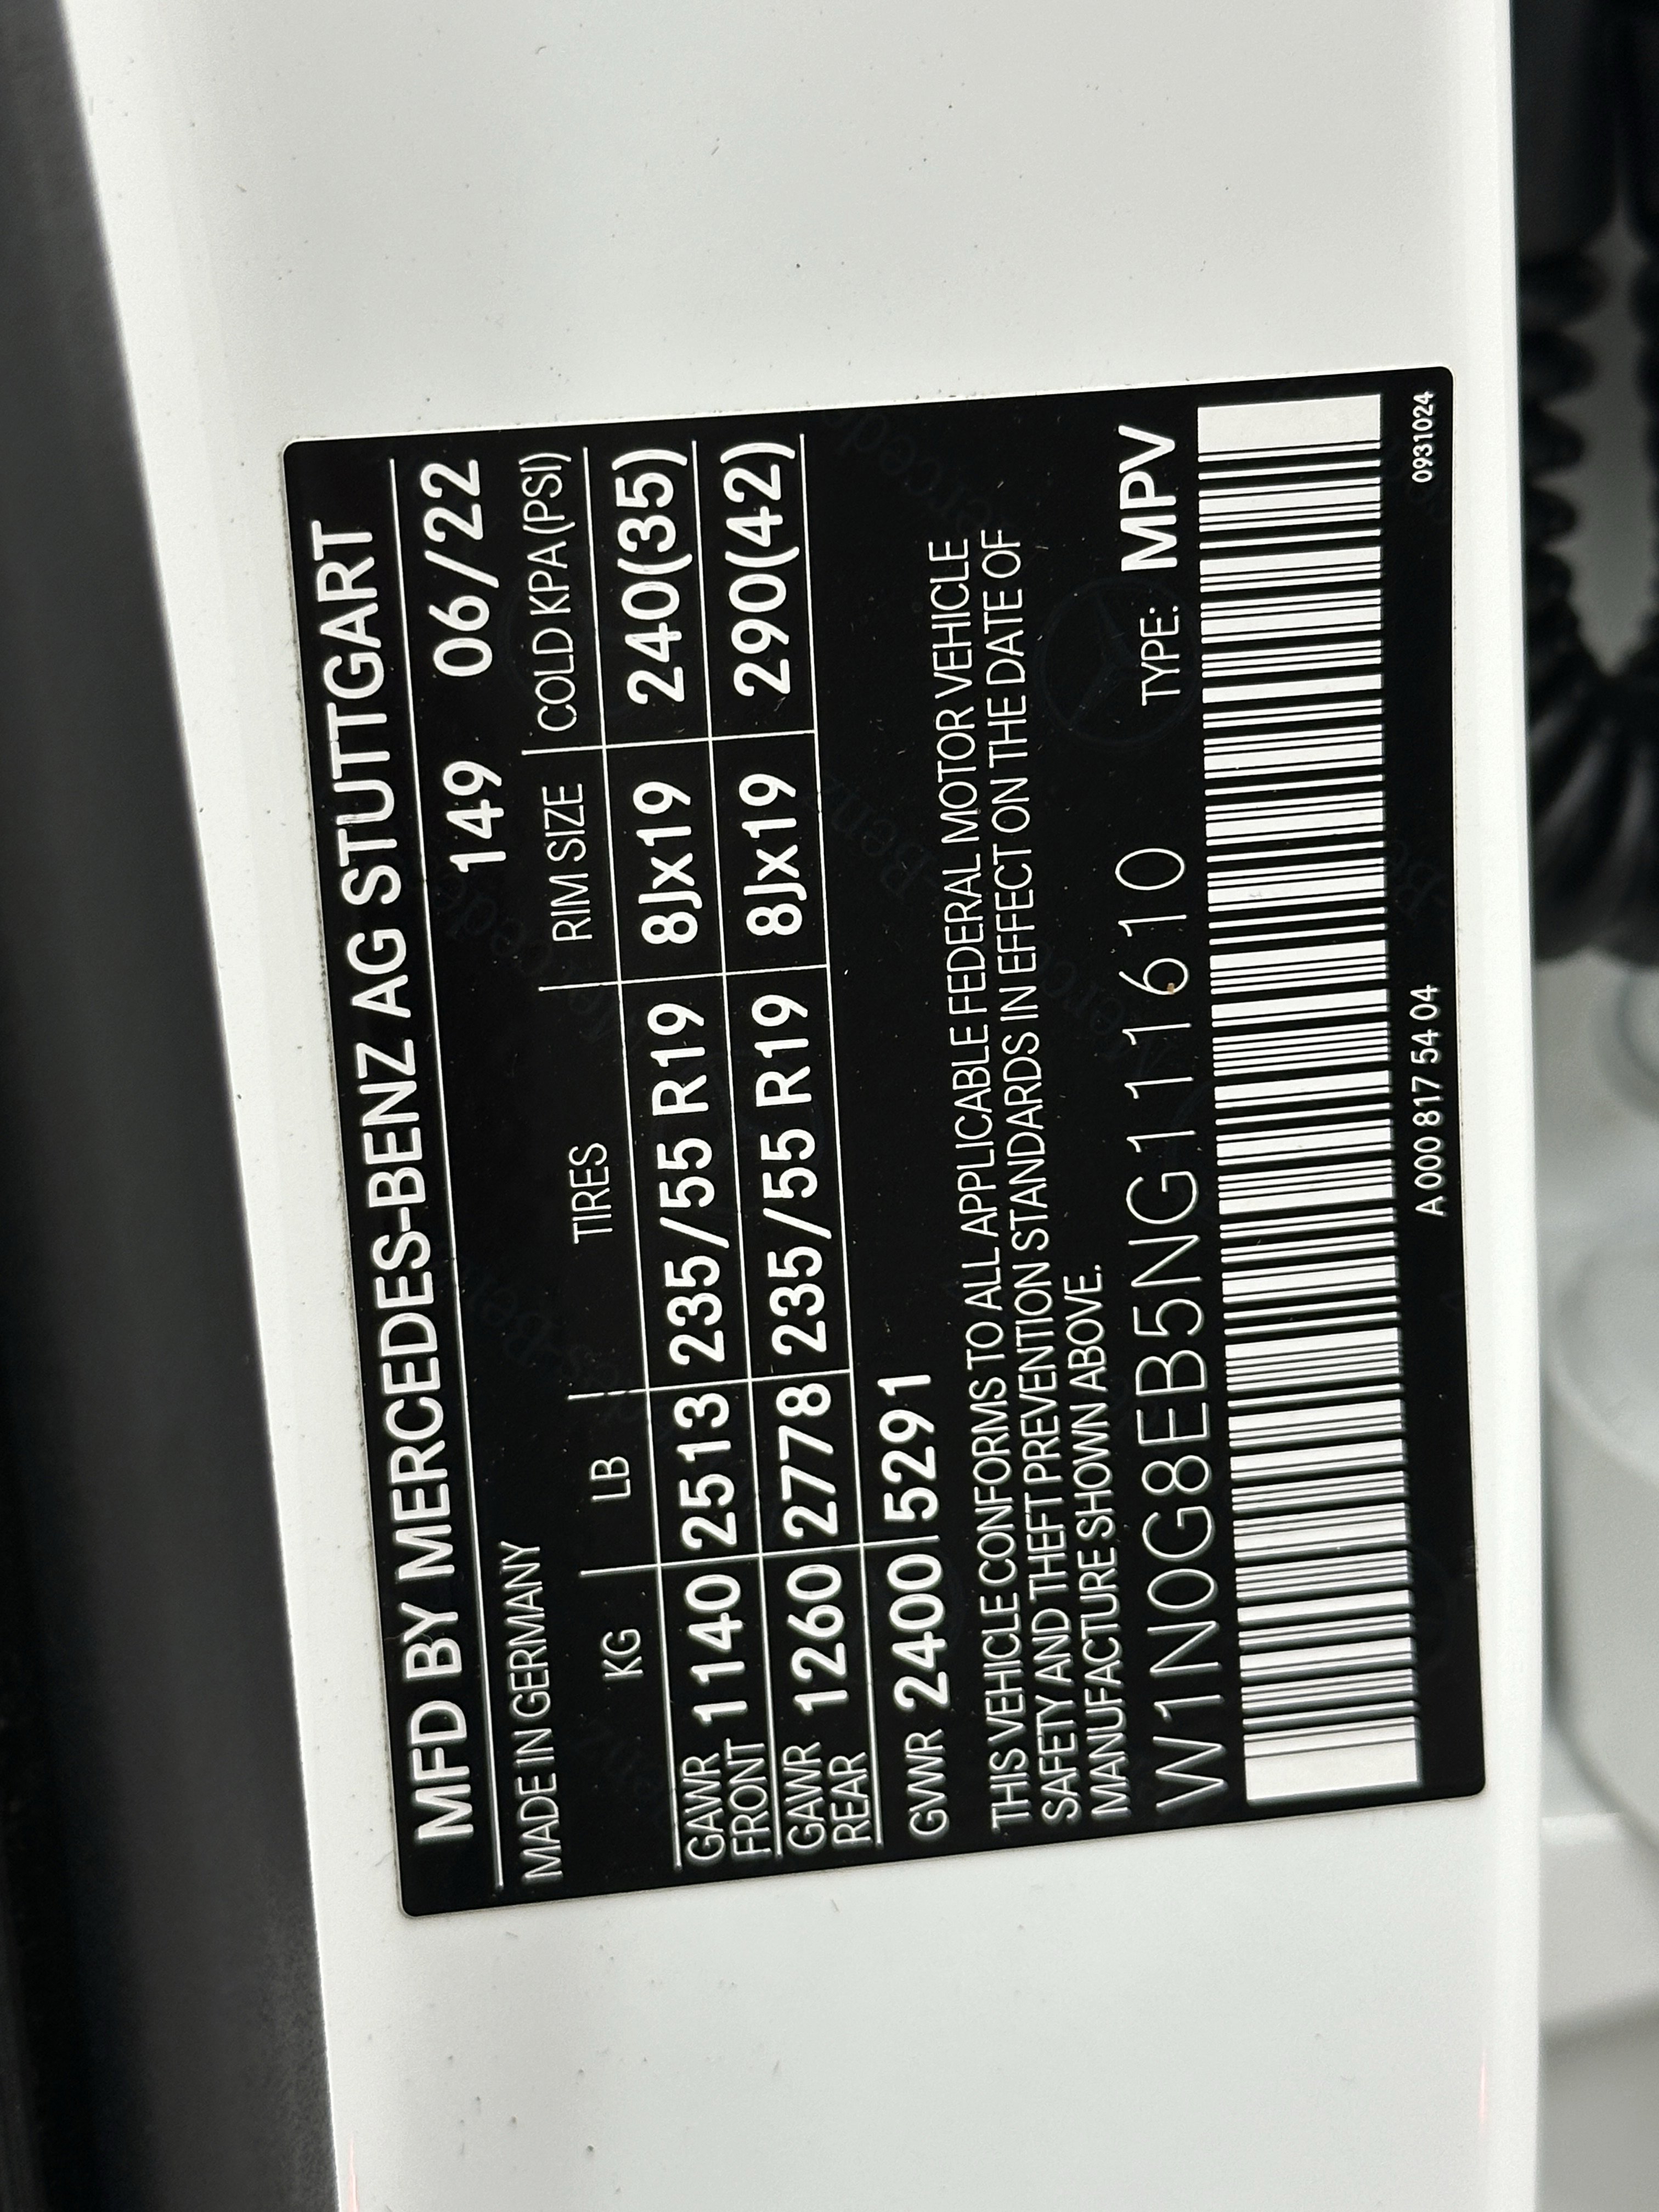 MFD BY MERCEDES-BENZ AG STUTTGART
MADE IN GERMANY 149 06/22
KG LB TIRES RIM SIZE COLD KPA (PSI)
GAWR FRONT 1140 2513 235/55 R19 8Jx19 240(35)
GAWR REAR 1260 2778 235/55 R19 8Jx19 290(42)
GVWR 2400 5291
THIS VEHICLE CONFORMS TO ALL APPLICABLE FEDERAL MOTOR VEHICLE
SAFETY AND THEFT PREVENTION STANDARDS IN EFFECT ON THE DATE OF
MANUFACTURE SHOWN ABOVE.
W1N0G8EB5NG111610 TYPE: MPV
A 000 817 54 04 0931024